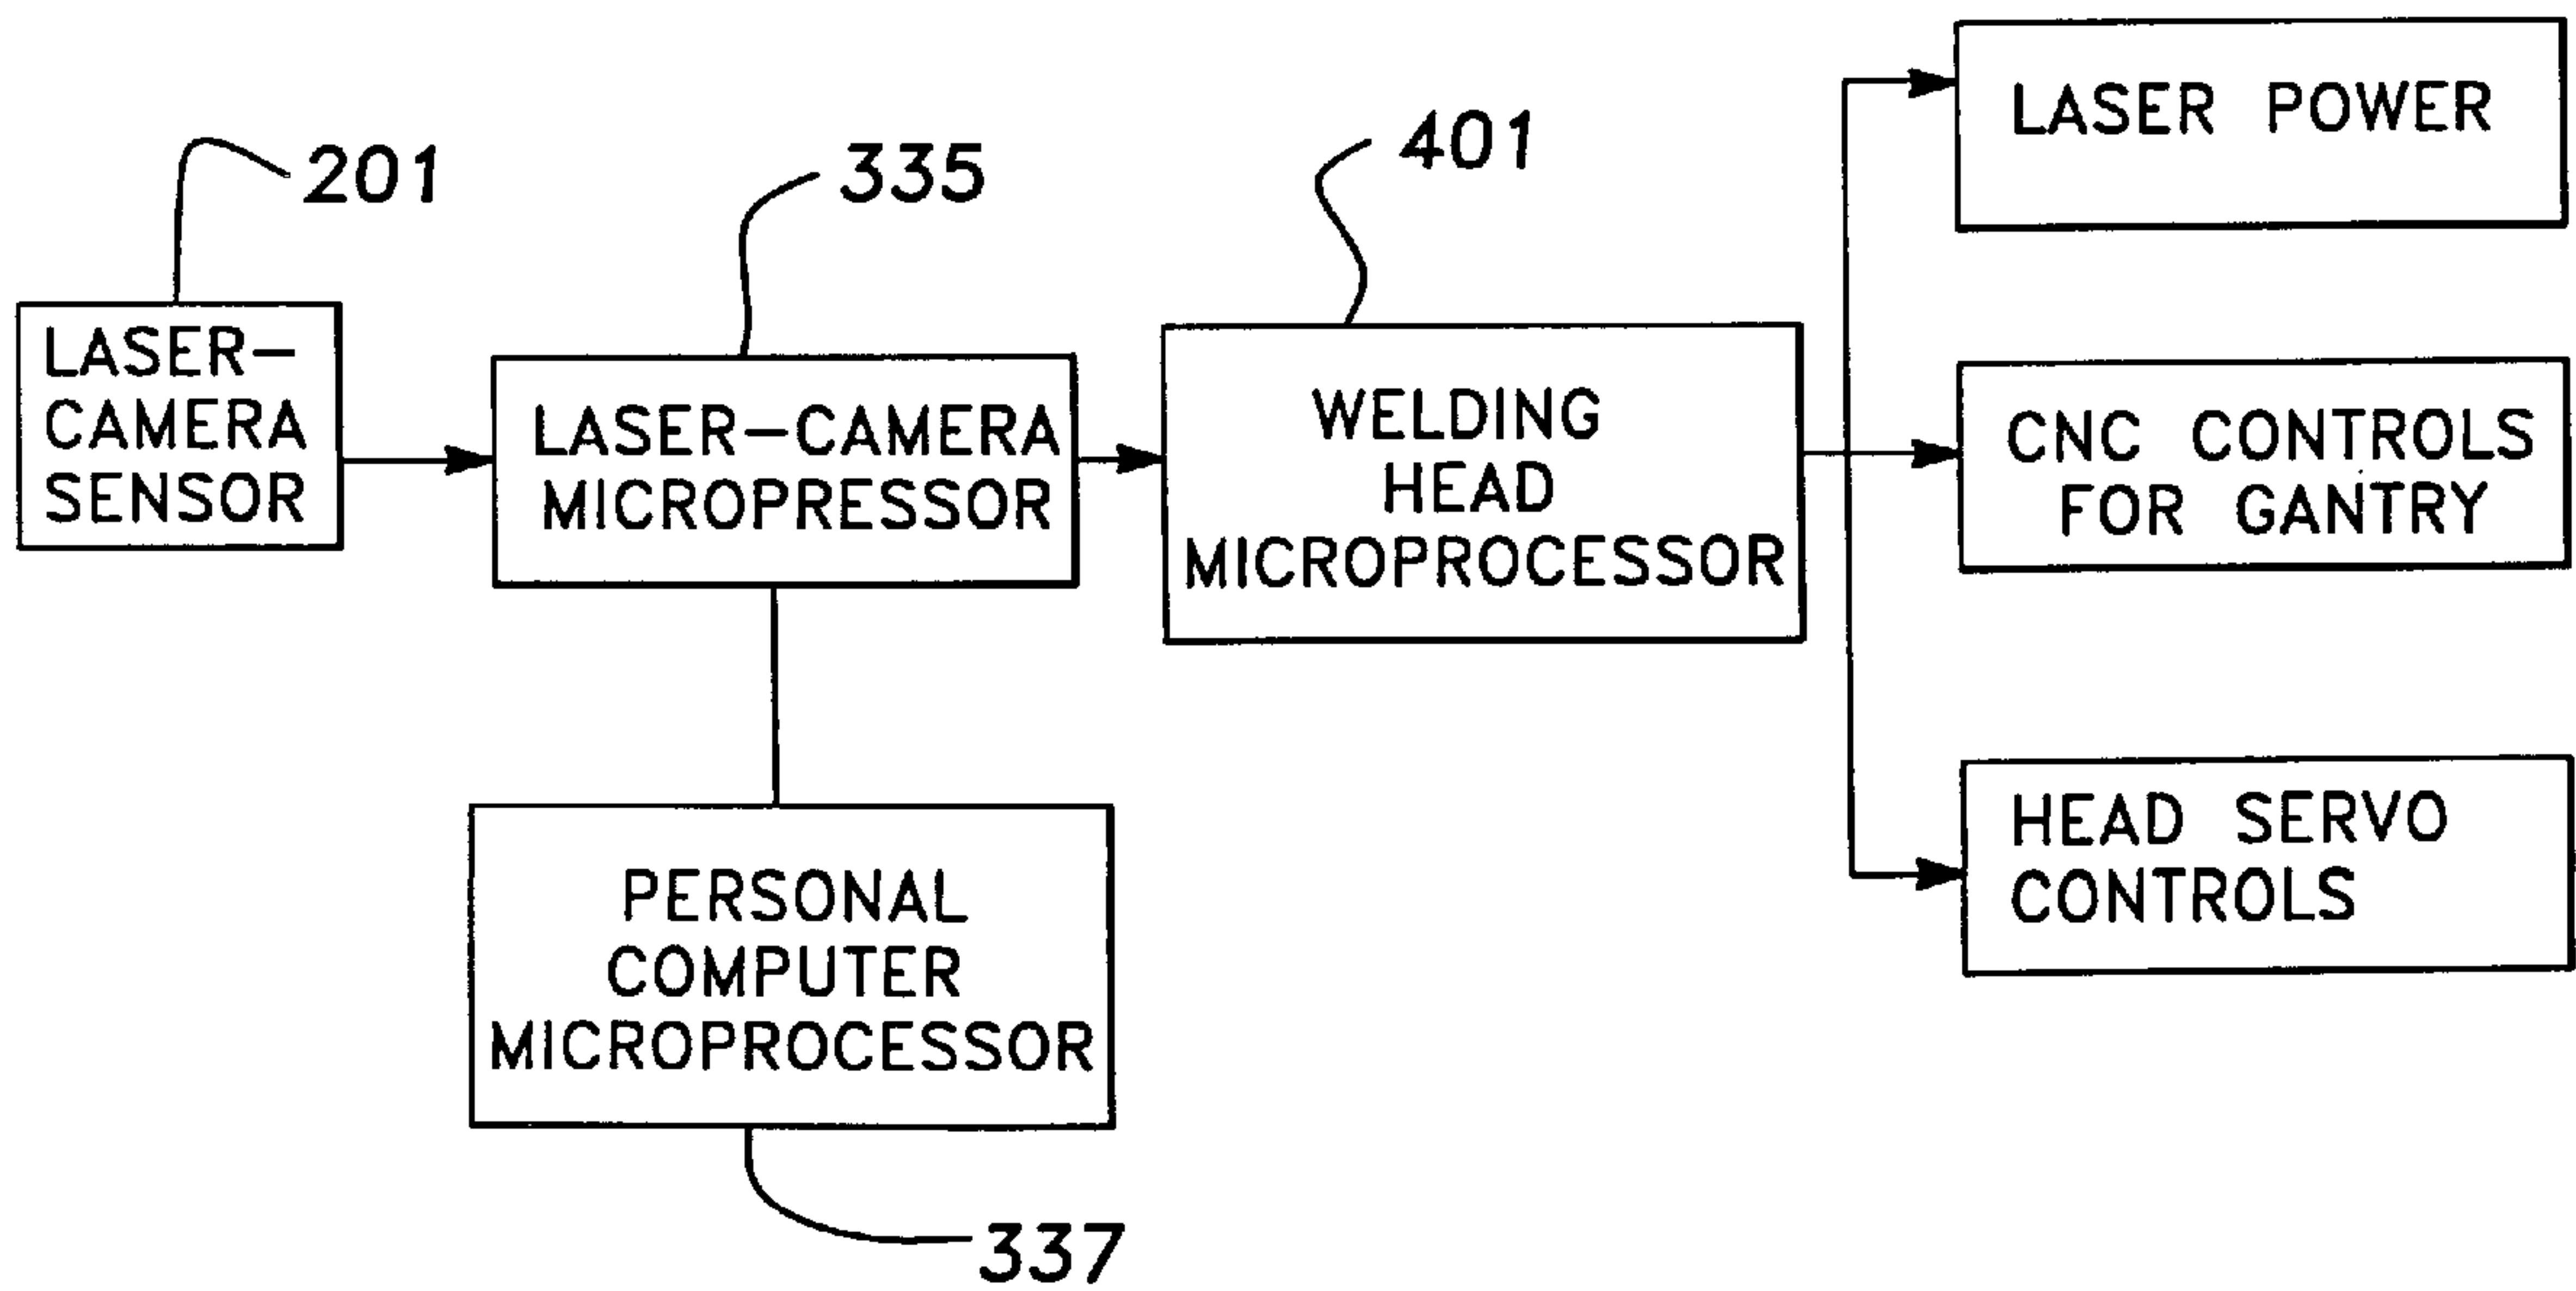 201
LASER-
CAMERA
SENSOR
335
LASER-CAMERA
MICROPRESSOR
401
WELDING
HEAD
MICROPROCESSOR
LASER POWER
CNC CONTROLS
FOR GANTRY
HEAD SERVO
CONTROLS
PERSONAL
COMPUTER
MICROPROCESSOR
337